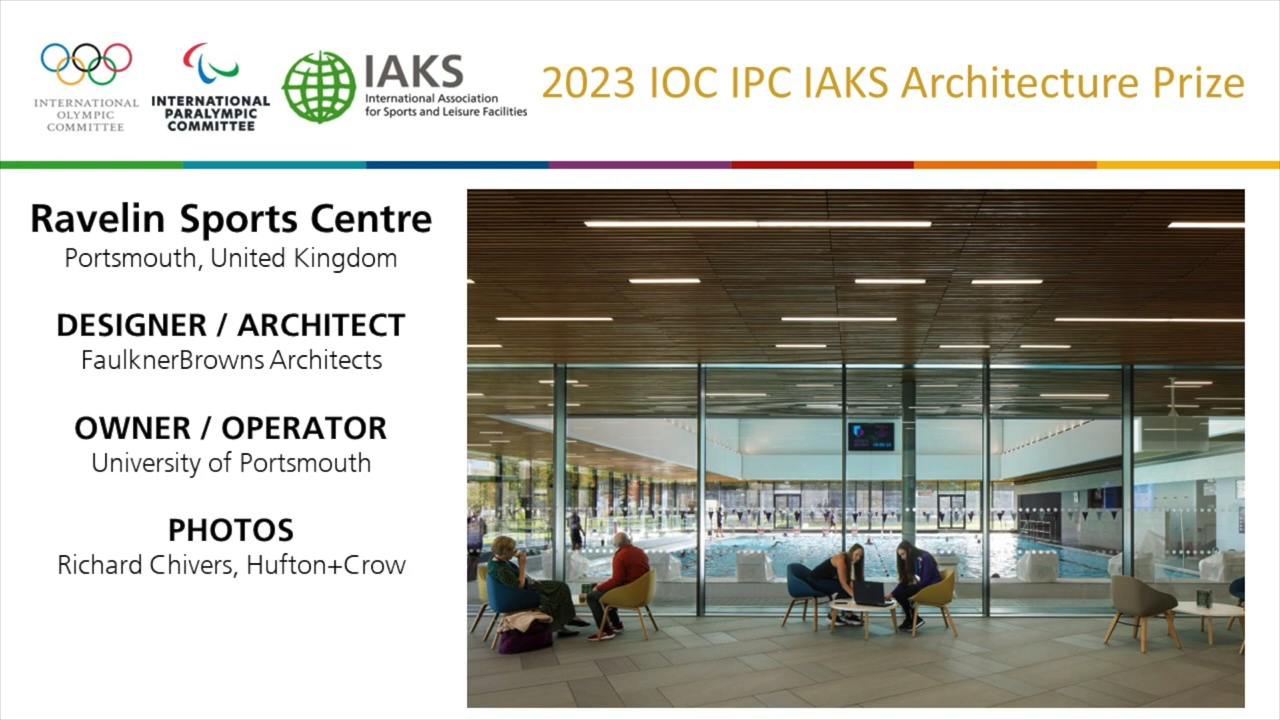 INTERNATIONAL
OLYMPIC
COMMITTEE
INTERNATIONAL
PARALYMPIC
COMMITTEE
IAKS
International Association
for Sports and Leisure Facilities
2023 IOC IPC IAKS Architecture Prize
Ravelin Sports Centre
Portsmouth, United Kingdom
DESIGNER / ARCHITECT
FaulknerBrowns Architects
OWNER / OPERATOR
University of Portsmouth
PHOTOS
Richard Chivers, Hufton+Crow